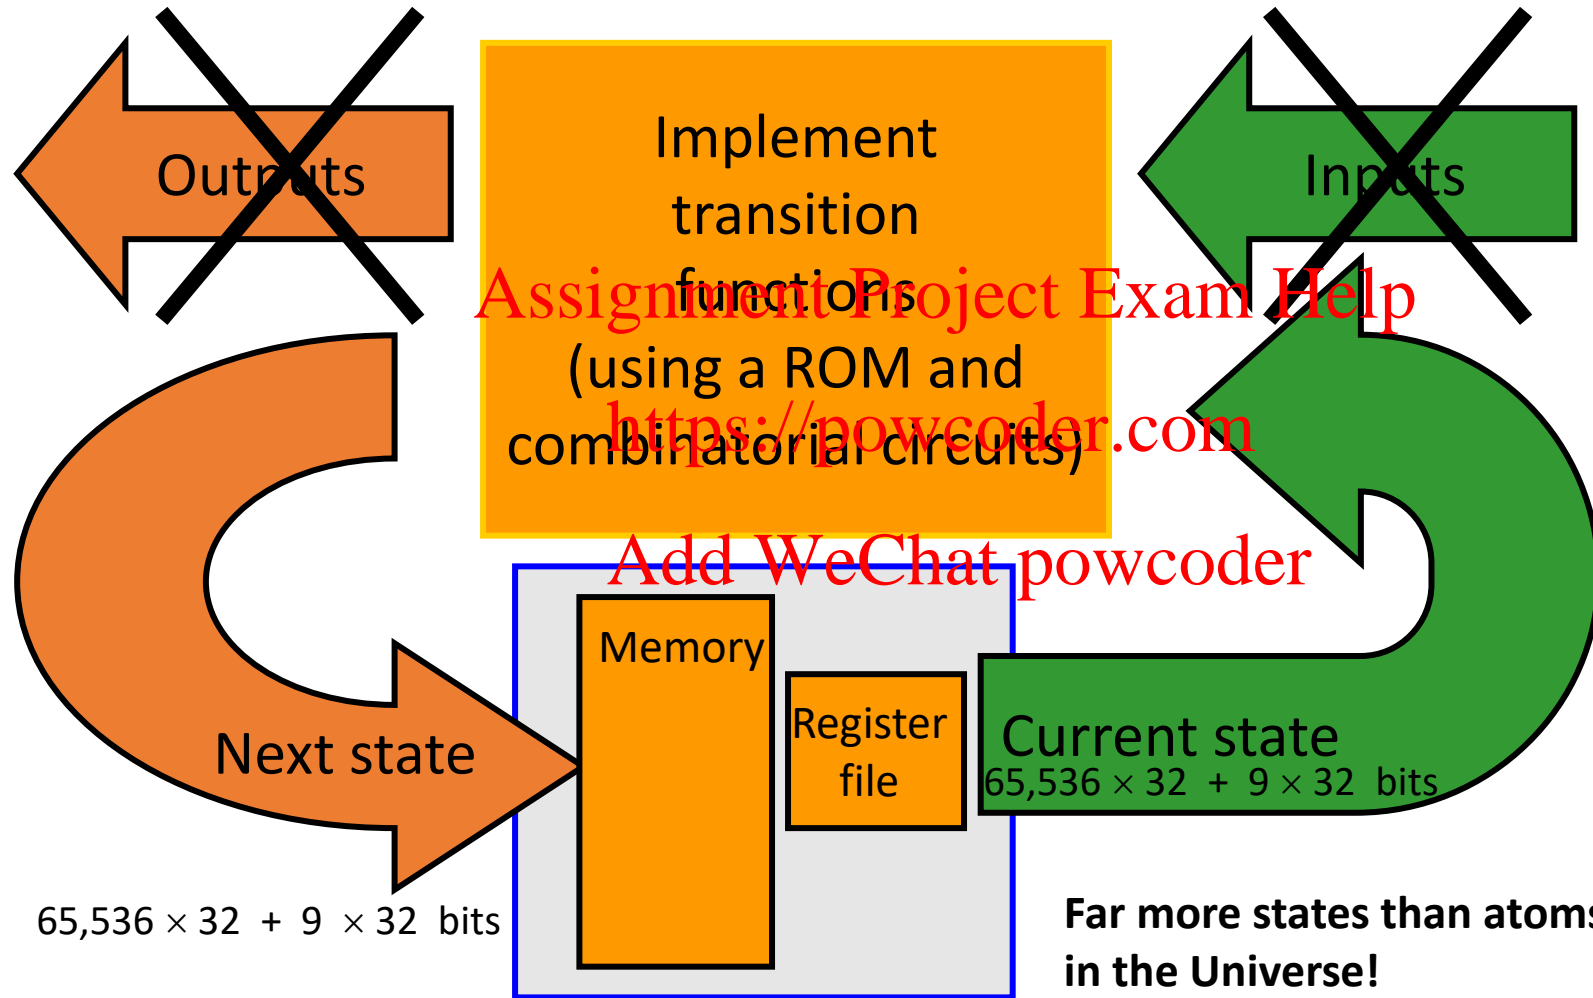 Outputs
Implement
transition
functions
(using a ROM and
combinatorial circuits)
Inputs
Assignment Project Exam Help
https://powcoder.com
Add WeChat powcoder
Memory
Register
file
Next state
Current state
65,536 × 32 + 9 × 32 bits
65,536 × 32 + 9 × 32 bits
Far more states than atoms
in the Universe!